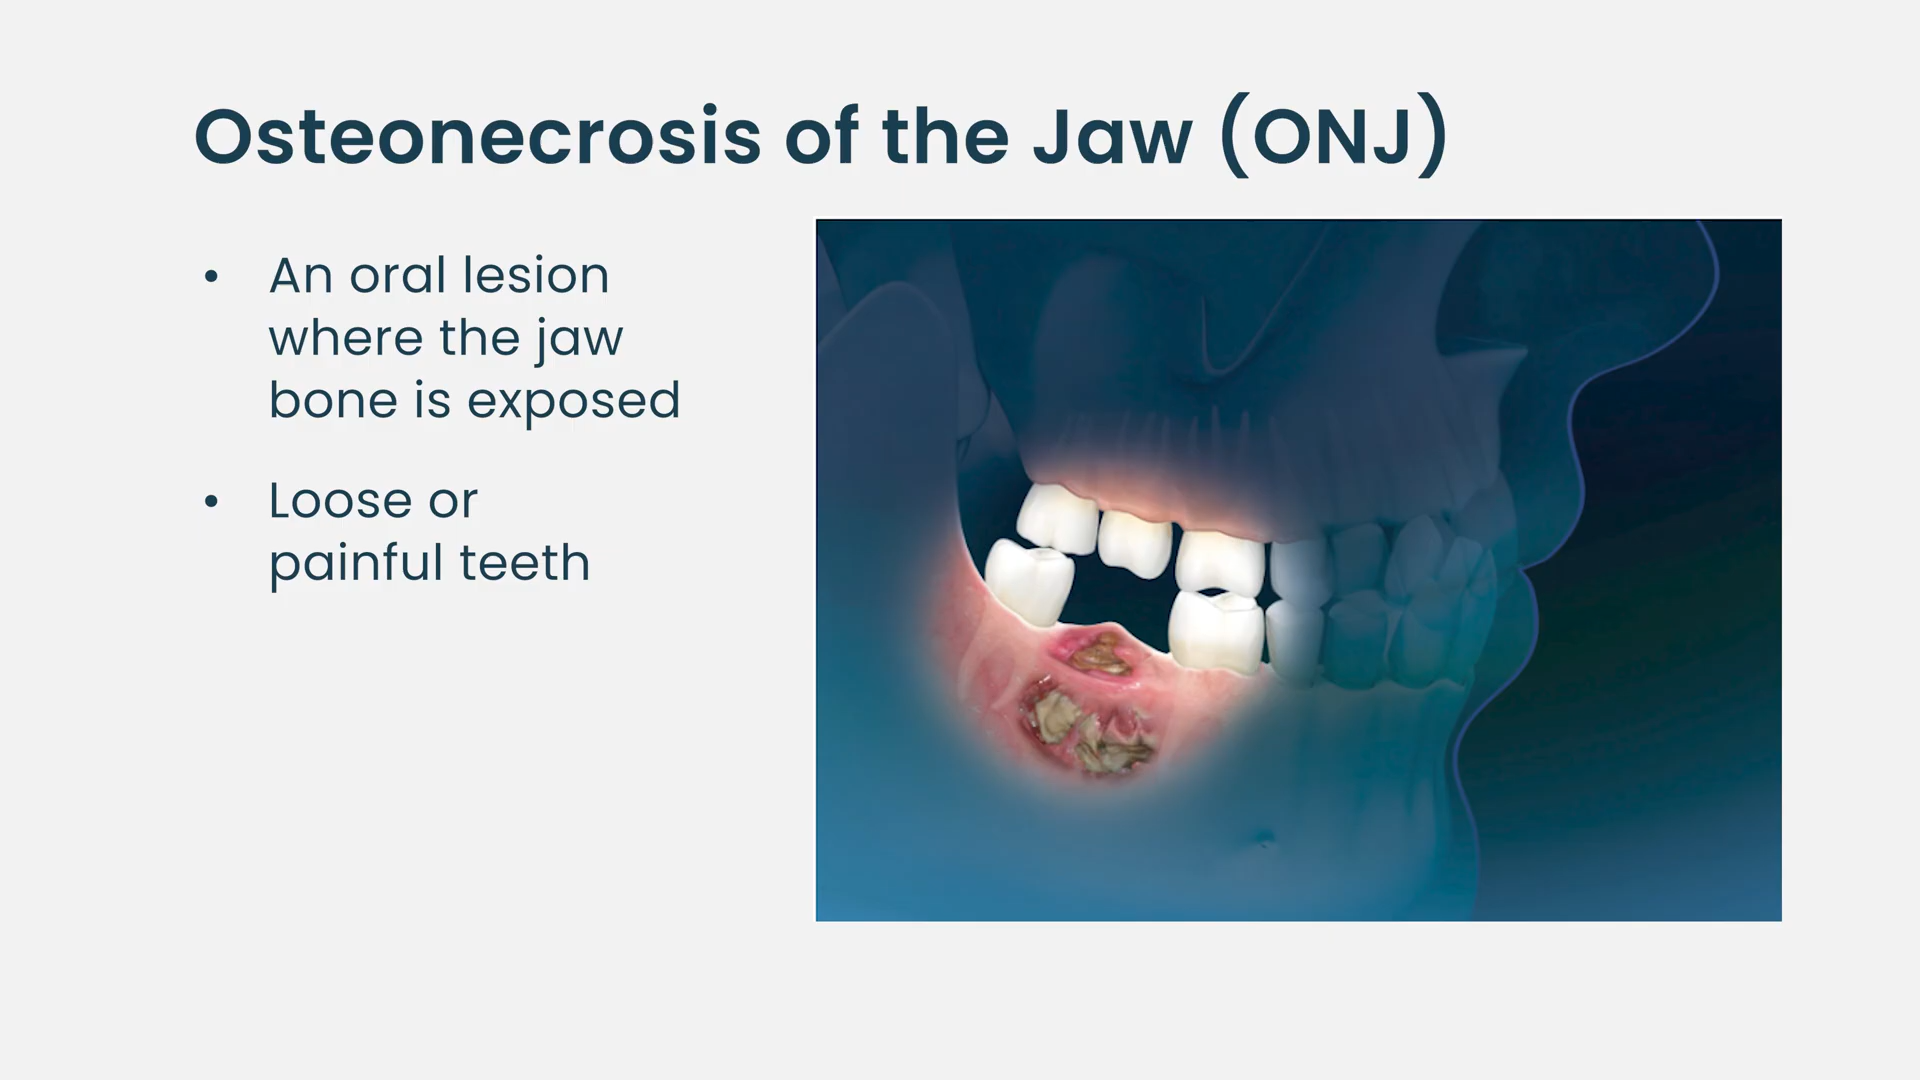 Osteonecrosis of the Jaw (ONJ)
• An oral lesion
where the jaw
bone is exposed
• Loose or
painful teeth